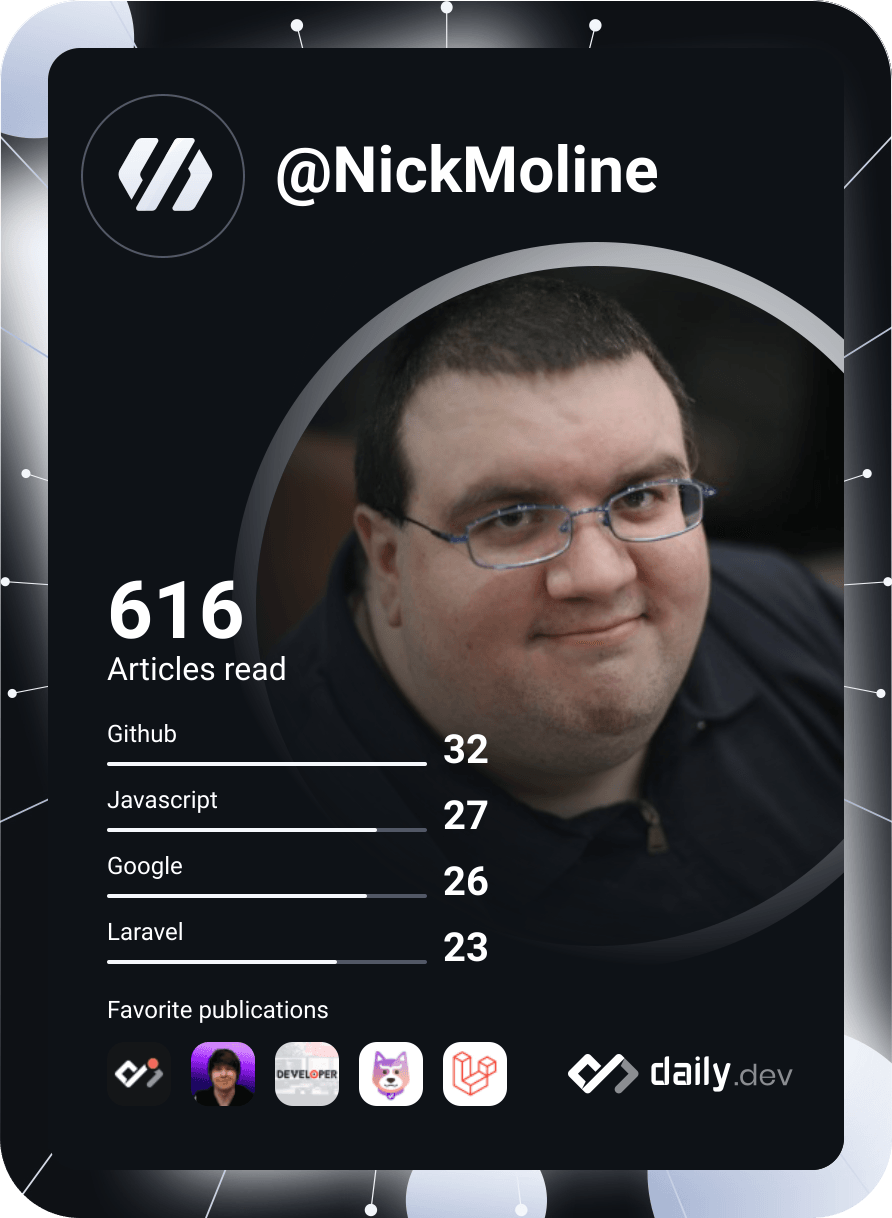 @NickMoline
616
Articles read
Github
32
Javascript
27
Google
26
Laravel
23
Favorite publications
DEVELOPER
daily.dev